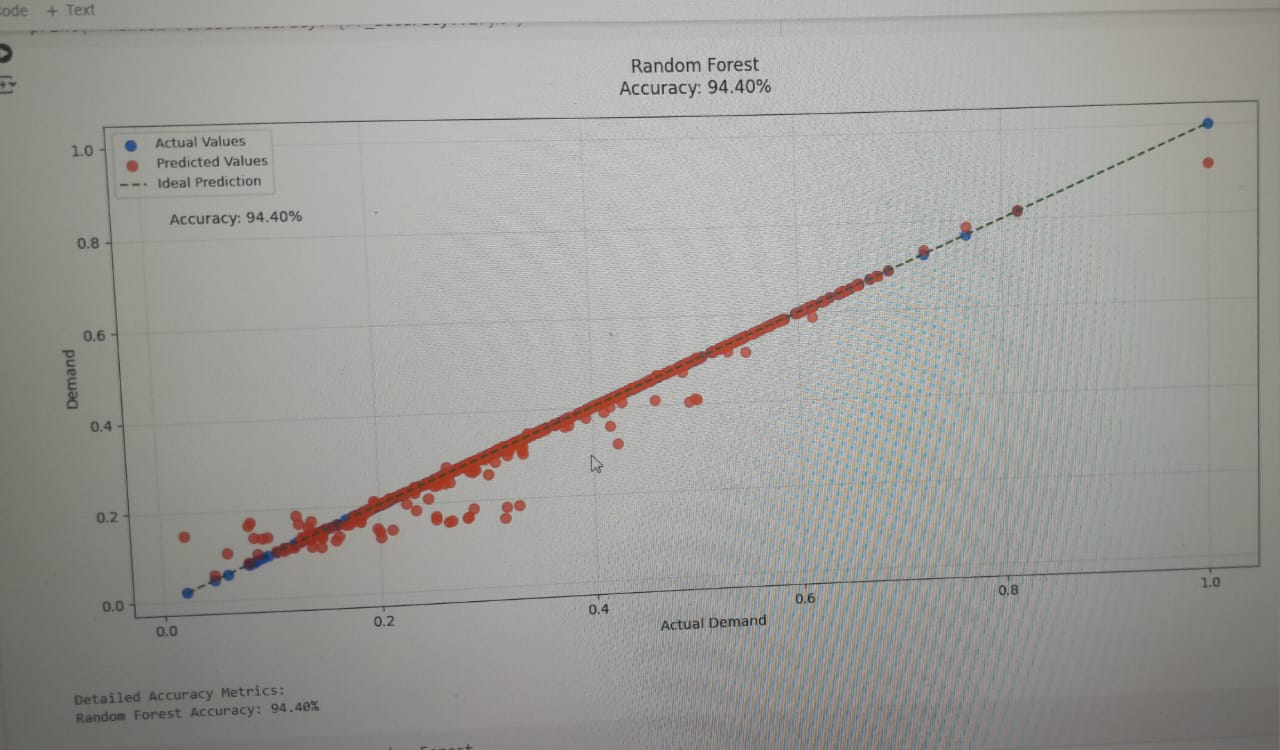 + Text
Random Forest
Accuracy: 94.40%
Actual Values
Predicted Values
Ideal Prediction
Accuracy: 94.40%
1.0
0.8
0.6
0.4
0.2
0.0
Demand
0.0
0.2
0.4
0.6
0.8
1.0
Actual Demand
Detailed Accuracy Metrics:
Random Forest Accuracy: 94.40%